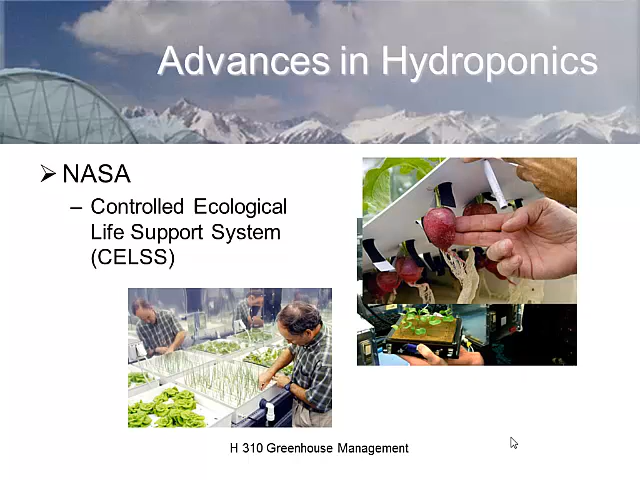 Advances in Hydroponics
➢ NASA
– Controlled Ecological
Life Support System
(CELSS)
H 310 Greenhouse Management